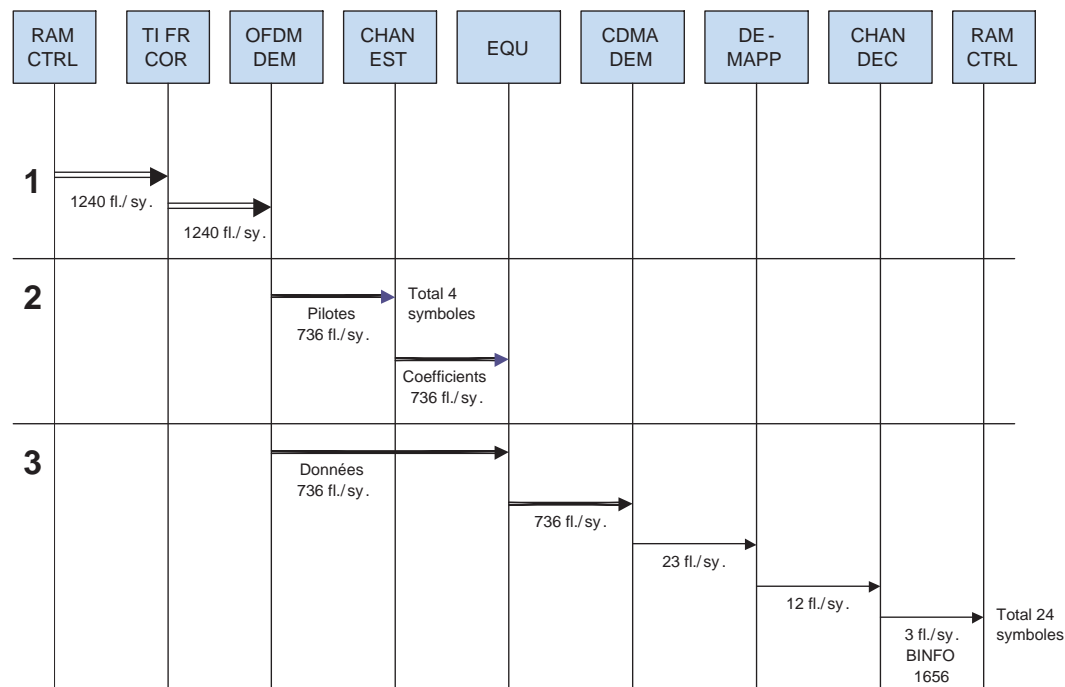 RAM
CTRL
TI FR
COR
OFDM
DEM
CHAN
EST
EQU
CDMA
DEM
DE-
MAPP
CHAN
DEC
RAM
CTRL
1
1240 fl./sy.
1240 fl./sy.
2
Pilotes
736 fl./sy.
Total 4
symboles
Coefficients
736 fl./sy.
3
Données
736 fl./sy.
736 fl./sy.
23 fl./sy.
12 fl./sy.
3 fl./sy.
BINFO
1656
Total 24
symboles